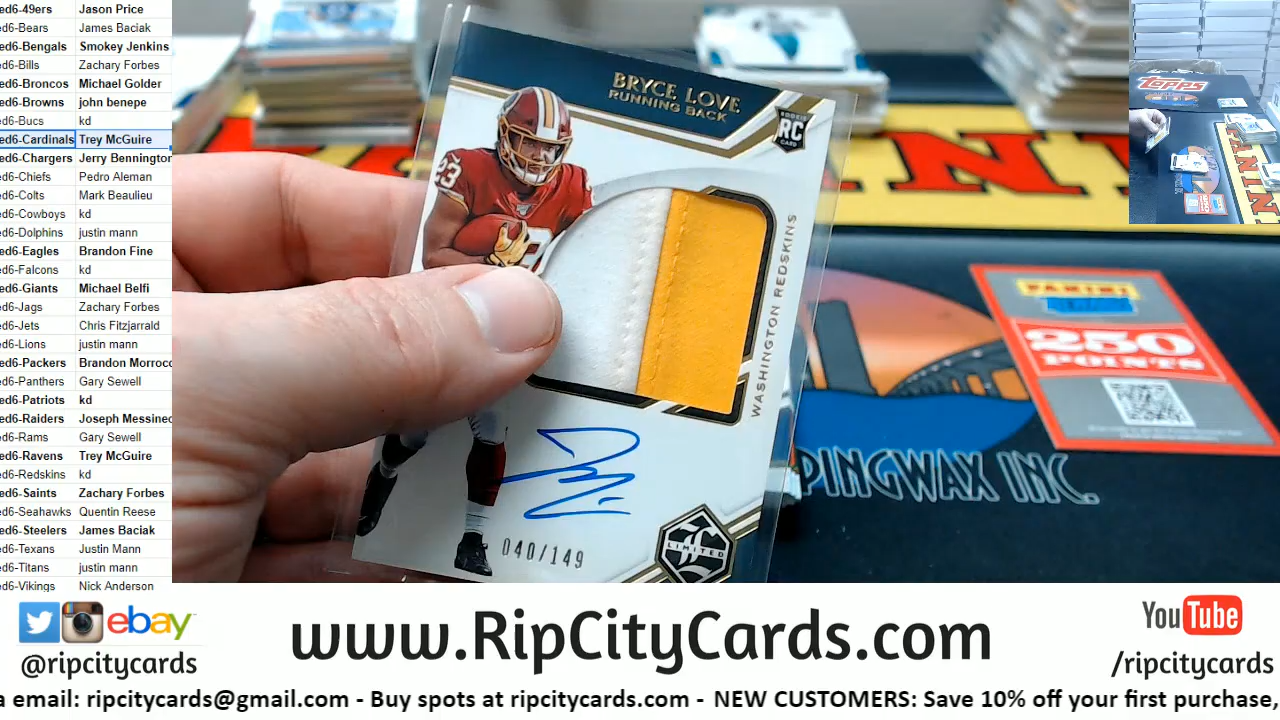 ed6-49ers Jason Price
ed6-Bears James Baciak
ed6-Bengals Smokey Jenkins
ed6-Bills Zachary Forbes
ed6-Broncos Michael Golder
ed6-Browns john benepe
ed6-Bucs kd
ed6-Cardinals Trey McGuire
ed6-Chargers Jerry Bennington
ed6-Chiefs Pedro Aleman
ed6-Colts Mark Beaulieu
ed6-Cowboys kd
ed6-Dolphins justin mann
ed6-Eagles Brandon Fine
ed6-Falcons kd
ed6-Giants Michael Belfi
ed6-Jags Zachary Forbes
ed6-Jets Chris Fitzjarrald
ed6-Lions justin mann
ed6-Packers Brandon Morrocc
ed6-Panthers Gary Sewell
ed6-Patriots kd
ed6-Raiders Joseph Messinec
ed6-Rams Gary Sewell
ed6-Ravens Trey McGuire
ed6-Redskins kd
ed6-Saints Zachary Forbes
ed6-Seahawks Quentin Reese
ed6-Steelers James Baciak
ed6-Texans Justin Mann
ed6-Titans justin mann
ed6-Vikings Nick Anderson
BRYCE LOVE
RUNNING BACK
ROOKIE
RC
CARD
23
WASHINGTON REDSKINS
040/149
LIMITED
PANINI
REWARDS
250
POINTS
PINGWAX INC.
TOPPS
PANINI
ebay
@ripcitycards
www.RipCityCards.com
YouTube
/ripcitycards
a email: ripcitycards@gmail.com - Buy spots at ripcitycards.com - NEW CUSTOMERS: Save 10% off your first purchase,